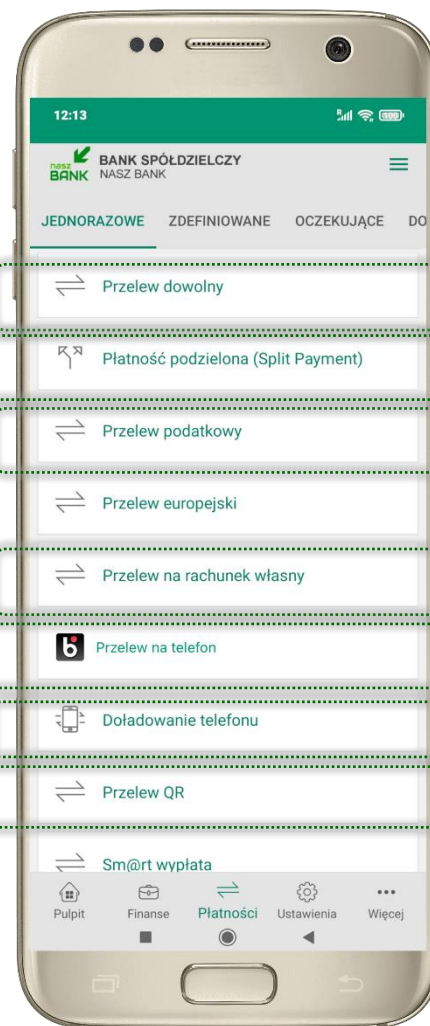 12:13
100
nasz
BANK
BANK SPÓŁDZIELCZY
NASZ BANK
JEDNORAZOWE ZDEFINIOWANE OCZEKUJĄCE DO
Przelew dowolny
Płatność podzielona (Split Payment)
Przelew podatkowy
Przelew europejski
Przelew na rachunek własny
Przelew na telefon
Doładowanie telefonu
Przelew QR
Sm@rt wypłata
Pulpit Finanse Płatności Ustawienia Więcej